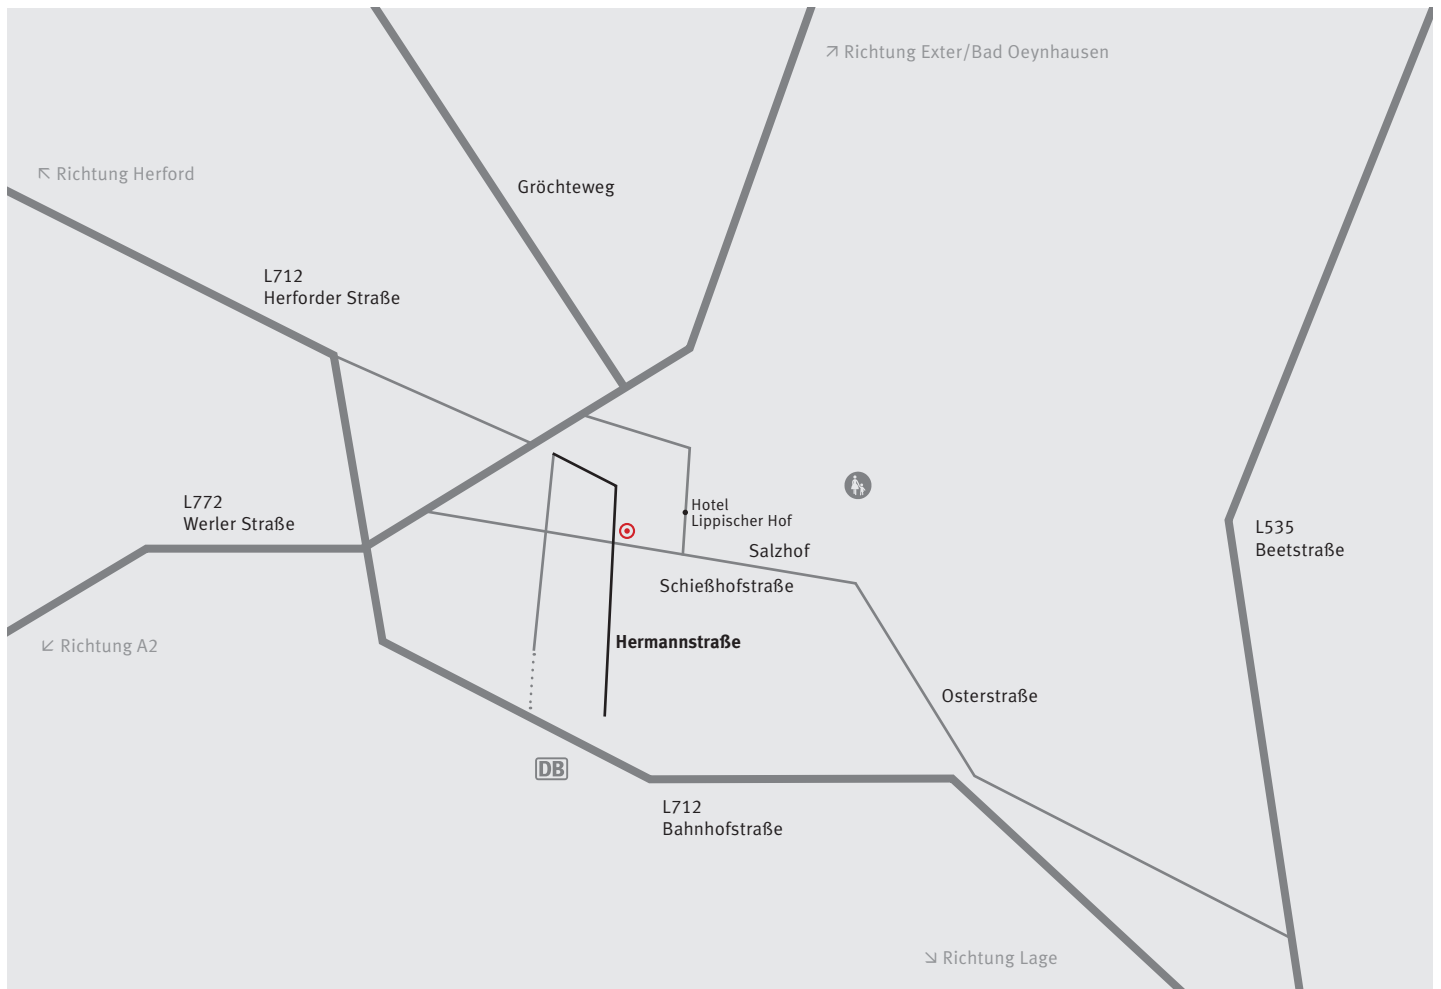 Richtung Exter/Bad Oeynhausen
Richtung Herford
Gröchteweg
L712
Herforder Straße
L772
Werler Straße
Hotel
Lippischer Hof
Salzhof
Schießhofstraße
L535
Beetstraße
Richtung A2
Hermannstraße
Osterstraße
DB
L712
Bahnhofstraße
Richtung Lage